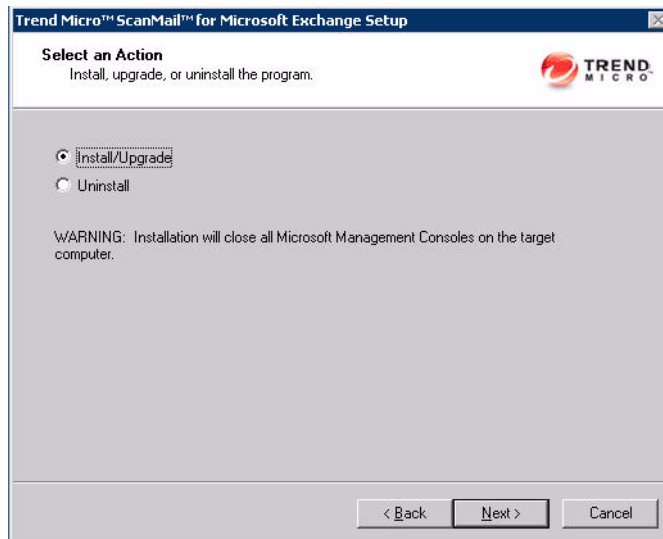 Trend Micro™ ScanMail™ for Microsoft Exchange Setup
Select an Action
Install, upgrade, or uninstall the program.
TREND
MICRO™
Install/Upgrade
Uninstall
WARNING: Installation will close all Microsoft Management Consoles on the target
computer.
< Back
Next >
Cancel